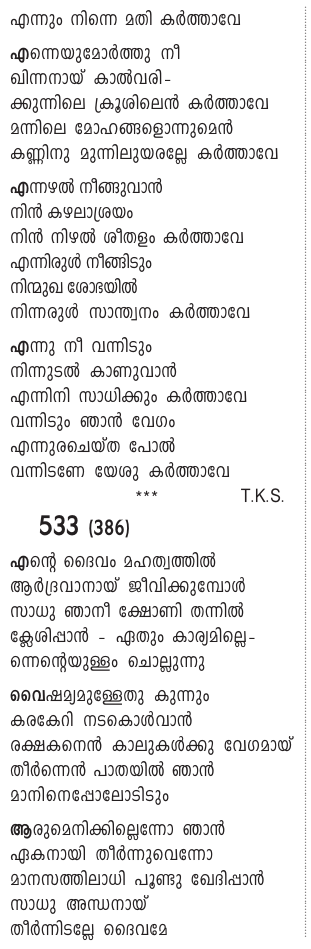 എന്നും നിന്നെ മതി കർത്താവേ
എന്നെയുമോർത്തു നീ
ഖിന്നനായ് കാൽവരി-
ക്കുന്നിലെ ക്രൂശിലെൻ കർത്താവേ
മന്നിലെ മോഹങ്ങളൊന്നുമെൻ
കണ്ണിനു മുന്നിലുയരല്ലേ കർത്താവേ
എന്നഴൽ നീങ്ങുവാൻ
നിൻ കഴലാശ്രയം
നിൻ നിഴൽ ശീതളം കർത്താവേ
എന്നിരുൾ നീങ്ങിടും
നിന്മുഖ ശോഭയിൽ
നിന്നരുൾ സാന്ത്വനം കർത്താവേ
എന്നു നീ വന്നിടും
നിന്നുടൽ കാണുവാൻ
എന്നിനി സാധിക്കും കർത്താവേ
വന്നിടും ഞാൻ വേഗം
എന്നുരചെയ്ത പോൽ
വന്നിടണേ യേശു കർത്താവേ
*** T.K.S.
533 (386)
എന്റെ ദൈവം മഹത്വത്തിൽ
ആർദ്രവാനായ് ജീവിക്കുമ്പോൾ
സാധു ഞാനീ ക്ഷോണി തന്നിൽ
ക്ലേശിപ്പാൻ - ഏതും കാര്യമില്ലെ-
ന്നെന്റെയുള്ളം ചൊല്ലുന്നു
വൈഷമ്യമുള്ളേതു കുന്നും
കരകേറി നടകൊൾവാൻ
രക്ഷകനെൻ കാലുകൾക്കു വേഗമായ്
തീർന്നെൻ പാതയിൽ ഞാൻ
മാനിനെപ്പോലോടിടും
ആരുമെനിക്കില്ലെന്നോ ഞാൻ
ഏകനായി തീർന്നുവെന്നോ
മാനസത്തിലാധി പൂണ്ടു ഖേദിപ്പാൻ
സാധു അന്ധനായ്
തീർന്നിടല്ലേ ദൈവമേ